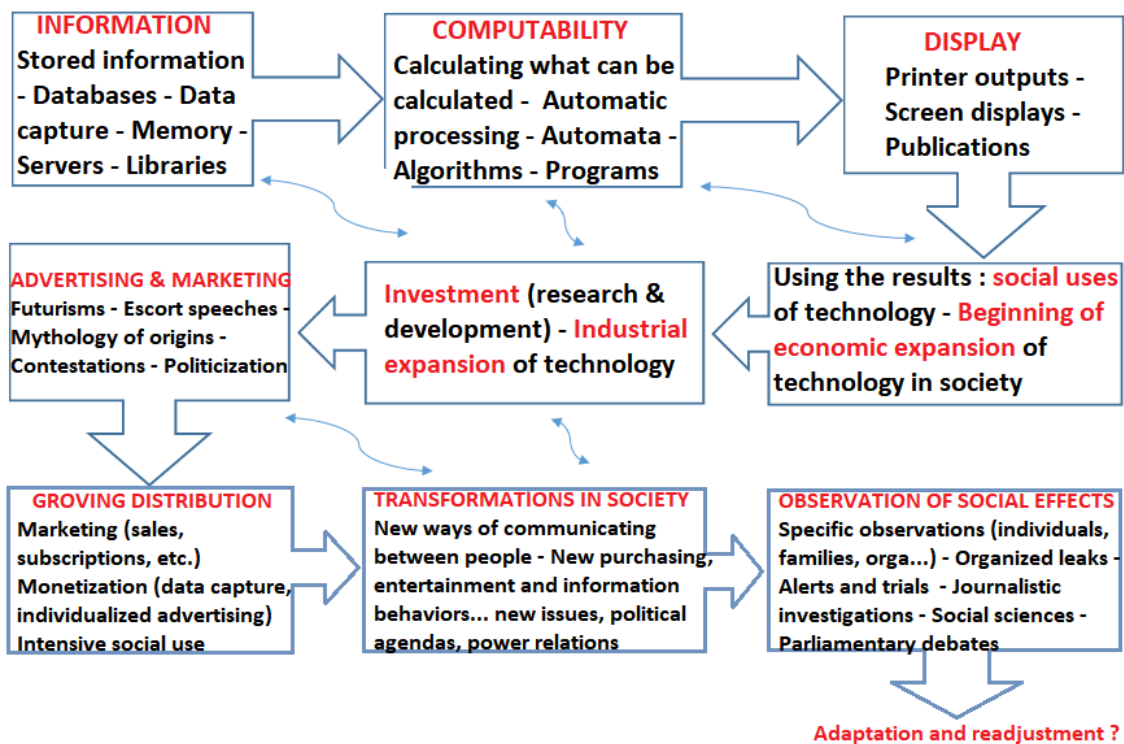 INFORMATION
Stored information
- Databases - Data
capture - Memory -
Servers - Libraries
COMPUTABILITY
Calculating what can be
calculated - Automatic
processing - Automata -
Algorithms - Programs
DISPLAY
Printer outputs -
Screen displays -
Publications
Using the results : social uses
of technology - Beginning of
economic expansion of
technology in society
Investment (research &
development) - Industrial
expansion of technology
ADVERTISING & MARKETING
Futurisms - Escort speeches -
Mythology of origins -
Contestations - Politicization
GROVING DISTRIBUTION
Marketing (sales,
subscriptions, etc.)
Monetization (data capture,
individualized advertising)
Intensive social use
TRANSFORMATIONS IN SOCIETY
New ways of communicating
between people - New purchasing,
entertainment and information
behaviors... new issues, political
agendas, power relations
OBSERVATION OF SOCIAL EFFECTS
Specific observations (individuals,
families, orga...) - Organized leaks -
Alerts and trials - Journalistic
investigations - Social sciences -
Parliamentary debates
Adaptation and readjustment ?